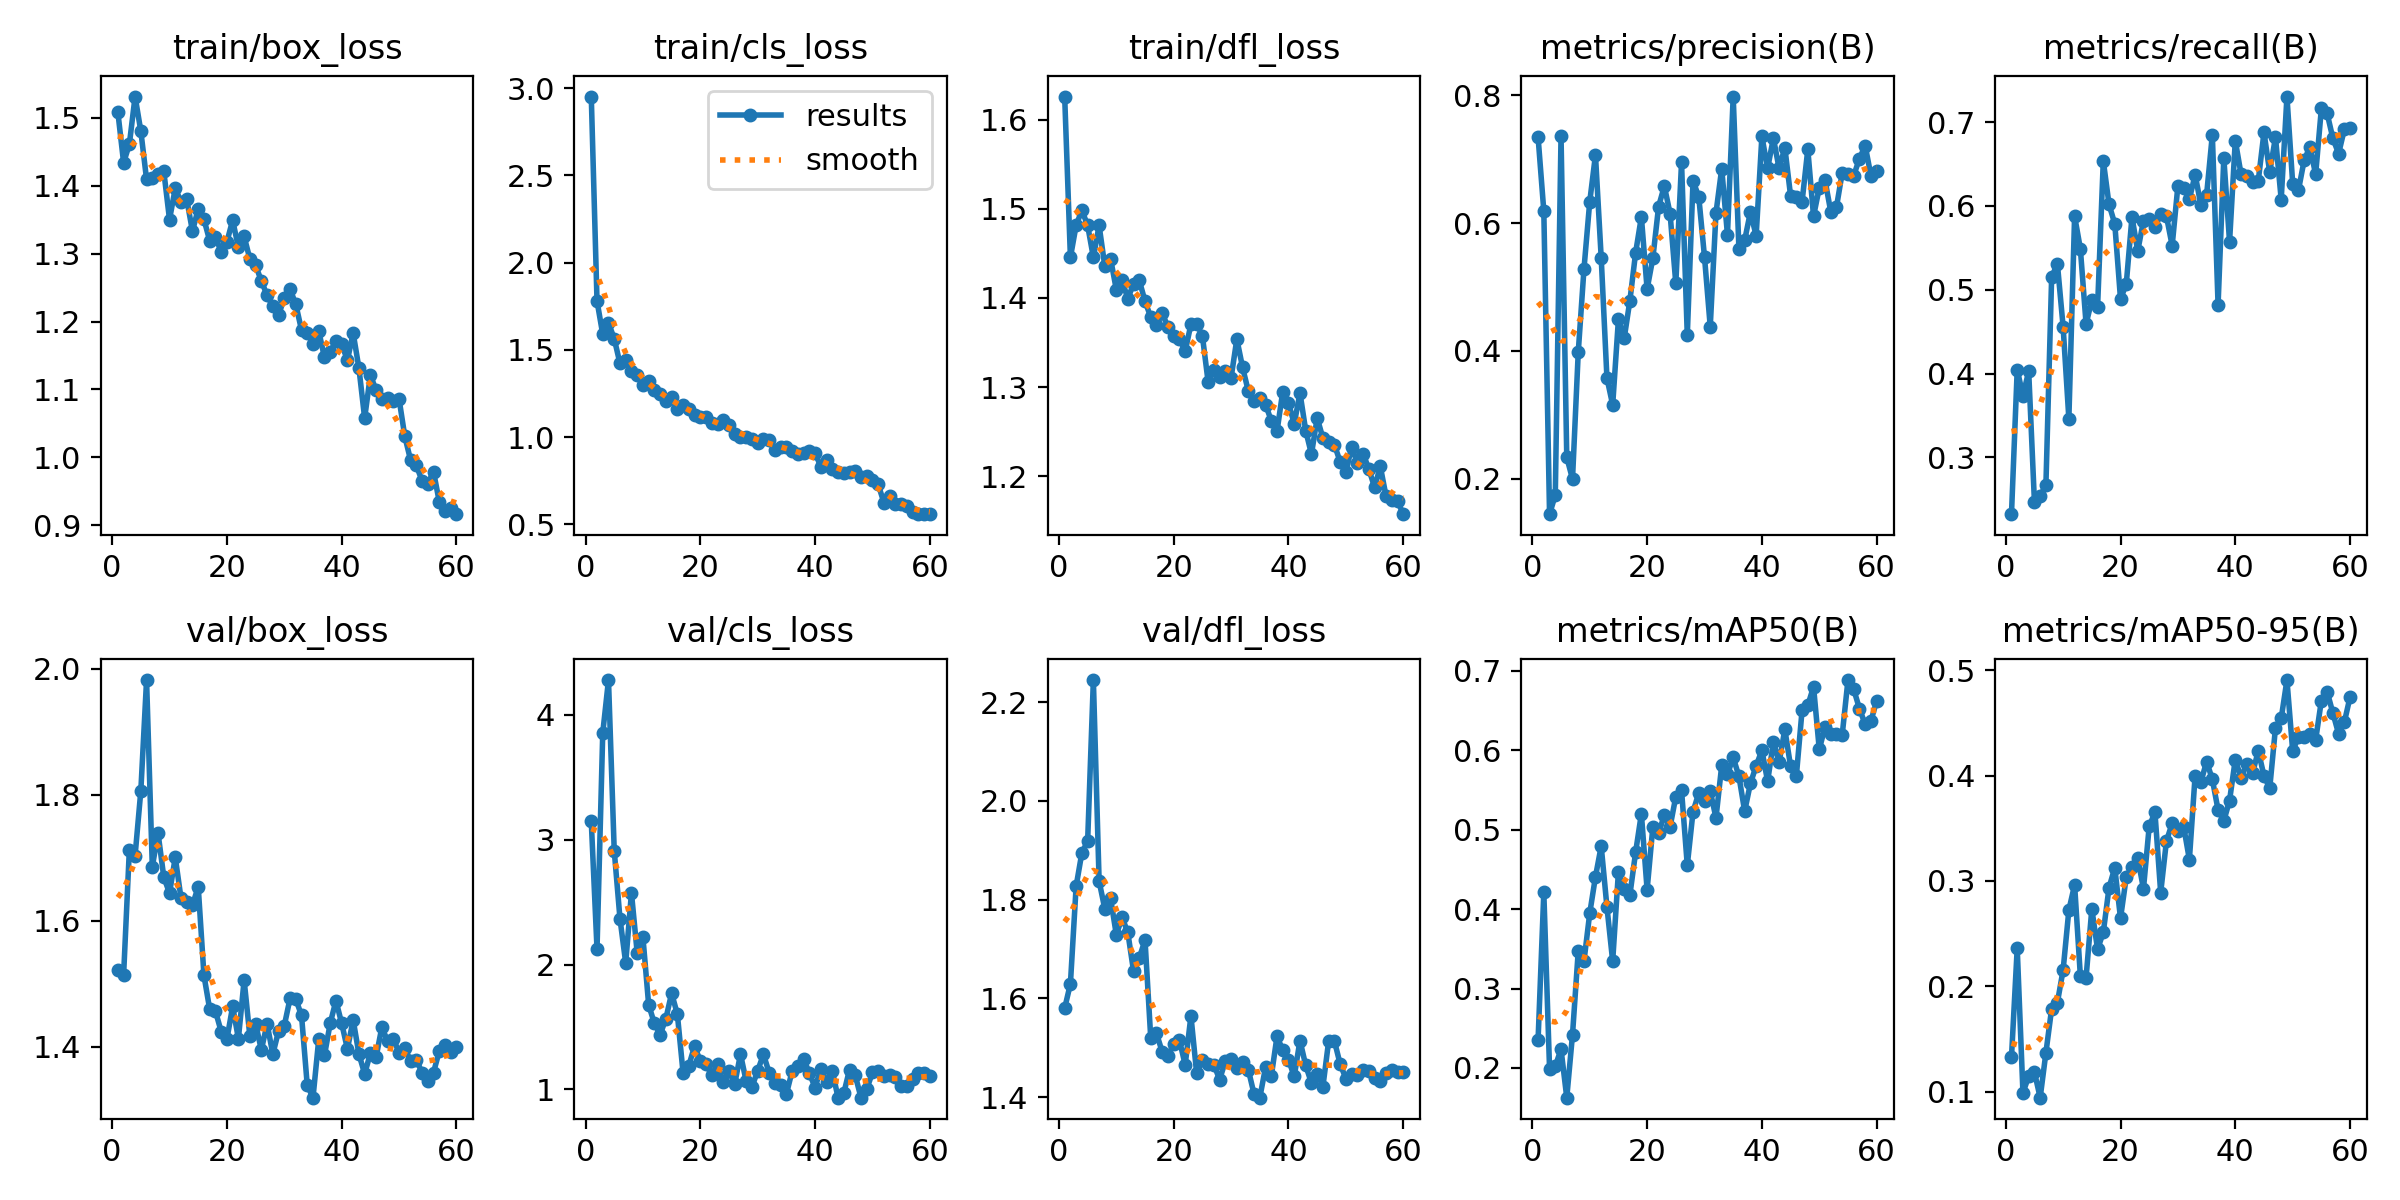 train/box_loss
train/cls_loss
train/dfl_loss
metrics/precision(B)
metrics/recall(B)
1.5
1.4
1.3
1.2
1.1
1.0
0.9
0 20 40 60
3.0
2.5
2.0
1.5
1.0
0.5
results
smooth
0 20 40 60
1.6
1.5
1.4
1.3
1.2
0 20 40 60
0.8
0.6
0.4
0.2
0 20 40 60
0.7
0.6
0.5
0.4
0.3
0 20 40 60
val/box_loss
val/cls_loss
val/dfl_loss
metrics/mAP50(B)
metrics/mAP50-95(B)
2.0
1.8
1.6
1.4
0 20 40 60
4
3
2
1
0 20 40 60
2.2
2.0
1.8
1.6
1.4
0 20 40 60
0.7
0.6
0.5
0.4
0.3
0.2
0 20 40 60
0.5
0.4
0.3
0.2
0.1
0 20 40 60